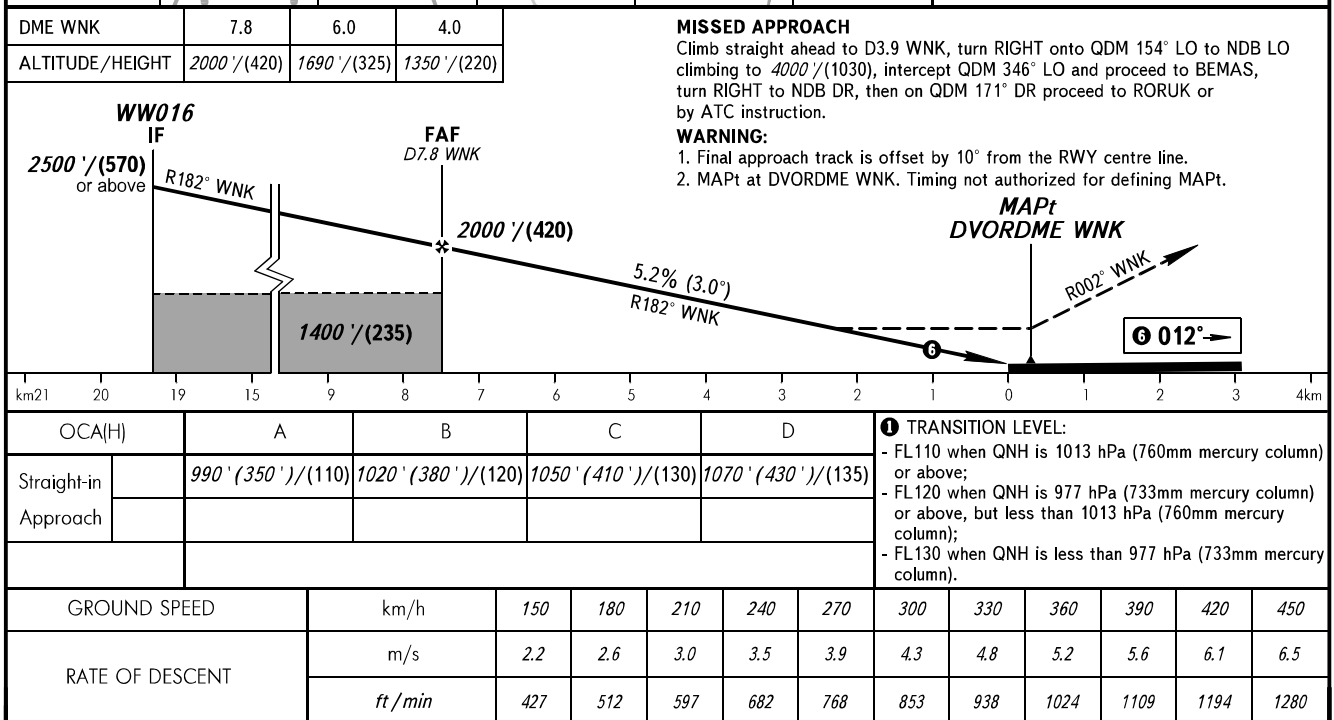 DME WNK 7.8 6.0 4.0
ALTITUDE/HEIGHT 2000 '/(420) 1690 '/(325) 1350 '/(220)
MISSED APPROACH
Climb straight ahead to D3.9 WNK, turn RIGHT onto QDM 154° LO to NDB LO
climbing to 4000 '/(1030), intercept QDM 346° LO and proceed to BEMAS,
turn RIGHT to NDB DR, then on QDM 171° DR proceed to RORUK or
by ATC instruction.
WARNING:
1. Final approach track is offset by 10° from the RWY centre line.
2. MAPt at DVORDME WNK. Timing not authorized for defining MAPt.
WW016
IF
2500 '/(570)
or above
R182° WNK
FAF
D7.8 WNK
2000 '/(420)
5.2% (3.0°)
R182° WNK
1400 '/(235)
MAPt
DVORDME WNK
R002° WNK
6
6 012°
km21 20 19 15 9 8 7 6 5 4 3 2 1 0 1 2 3 4km
OCA(H) A B C D
Straight-in
Approach
990 '(350 ')/(110) 1020 '(380 ')/(120) 1050 '(410 ')/(130) 1070 '(430 ')/(135)
1 TRANSITION LEVEL:
- FL110 when QNH is 1013 hPa (760mm mercury column)
or above;
- FL120 when QNH is 977 hPa (733mm mercury column)
or above, but less than 1013 hPa (760mm mercury
column);
- FL130 when QNH is less than 977 hPa (733mm mercury
column).
GROUND SPEED km/h 150 180 210 240 270 300 330 360 390 420 450
RATE OF DESCENT
m/s 2.2 2.6 3.0 3.5 3.9 4.3 4.8 5.2 5.6 6.1 6.5
ft/min 427 512 597 682 768 853 938 1024 1109 1194 1280